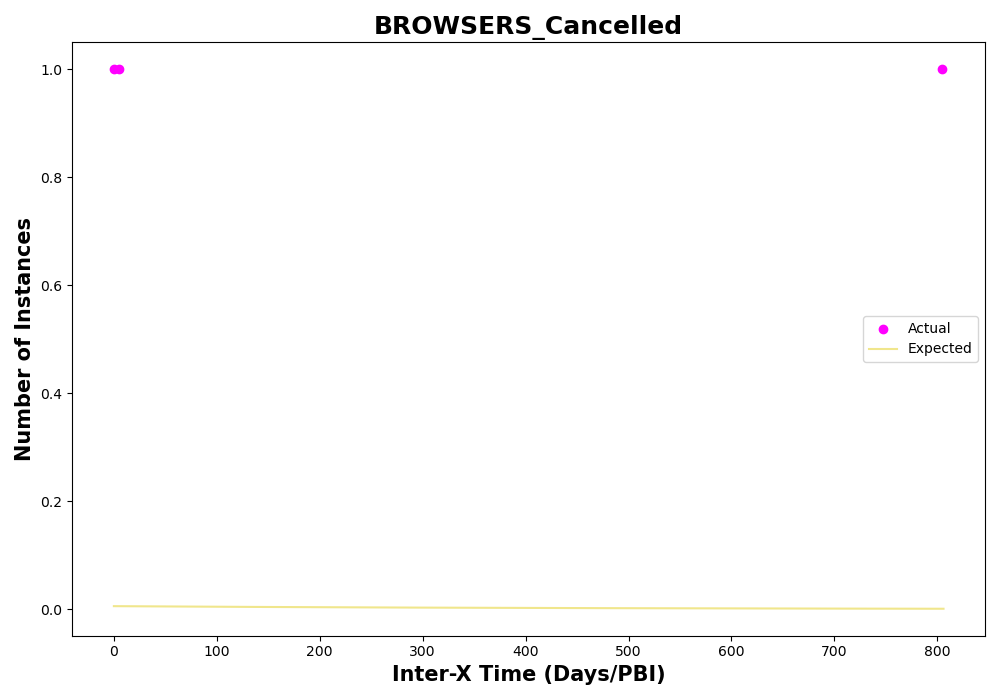 BROWSERS_Cancelled
Number of Instances
1.0
0.8
0.6
0.4
0.2
0.0
Actual
Expected
0 100 200 300 400 500 600 700 800
Inter-X Time (Days/PBI)